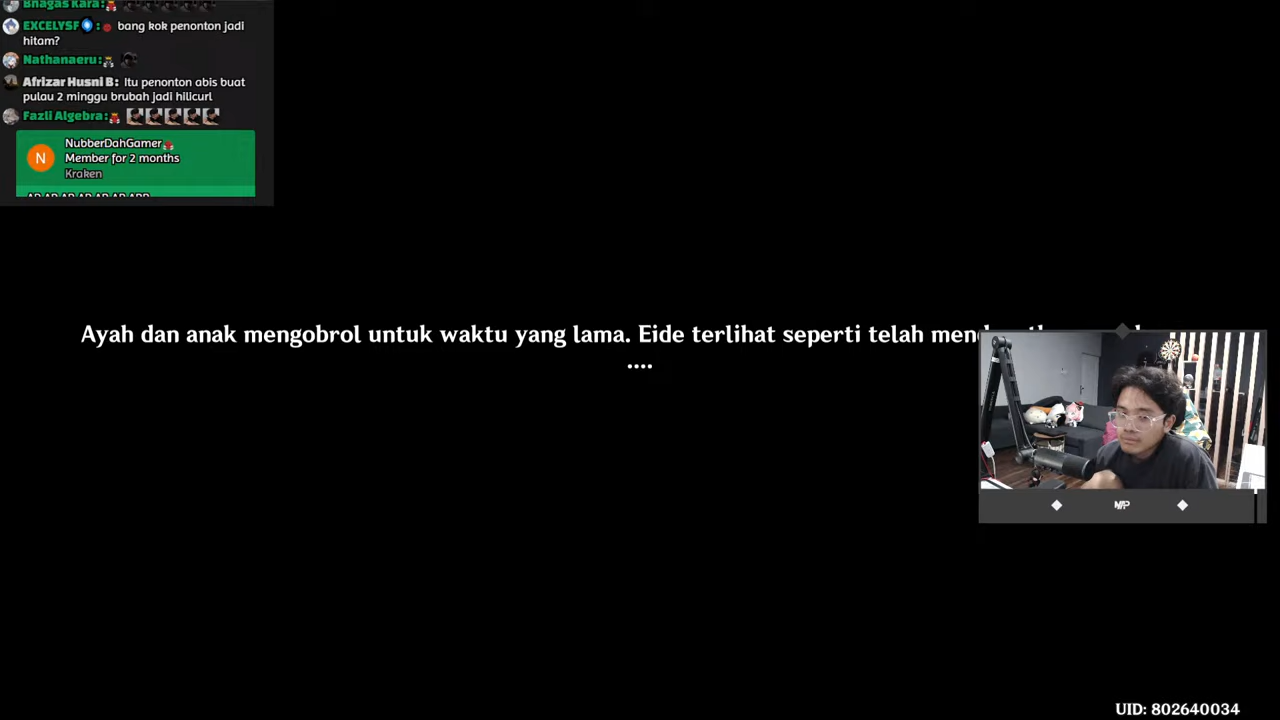 Bhagas Kara:
EXCELYSF : bang kok penonton jadi
hitam?
Nathanaeru:
Afrizar Husni B: Itu penonton abis buat
pulau 2 minggu brubah jadi hilicurl
Fazli Algebra:
N
NubberDahGamer
Member for 2 months
Kraken
Ayah dan anak mengobrol untuk waktu yang lama. Eide terlihat seperti telah
....
UID: 802640034